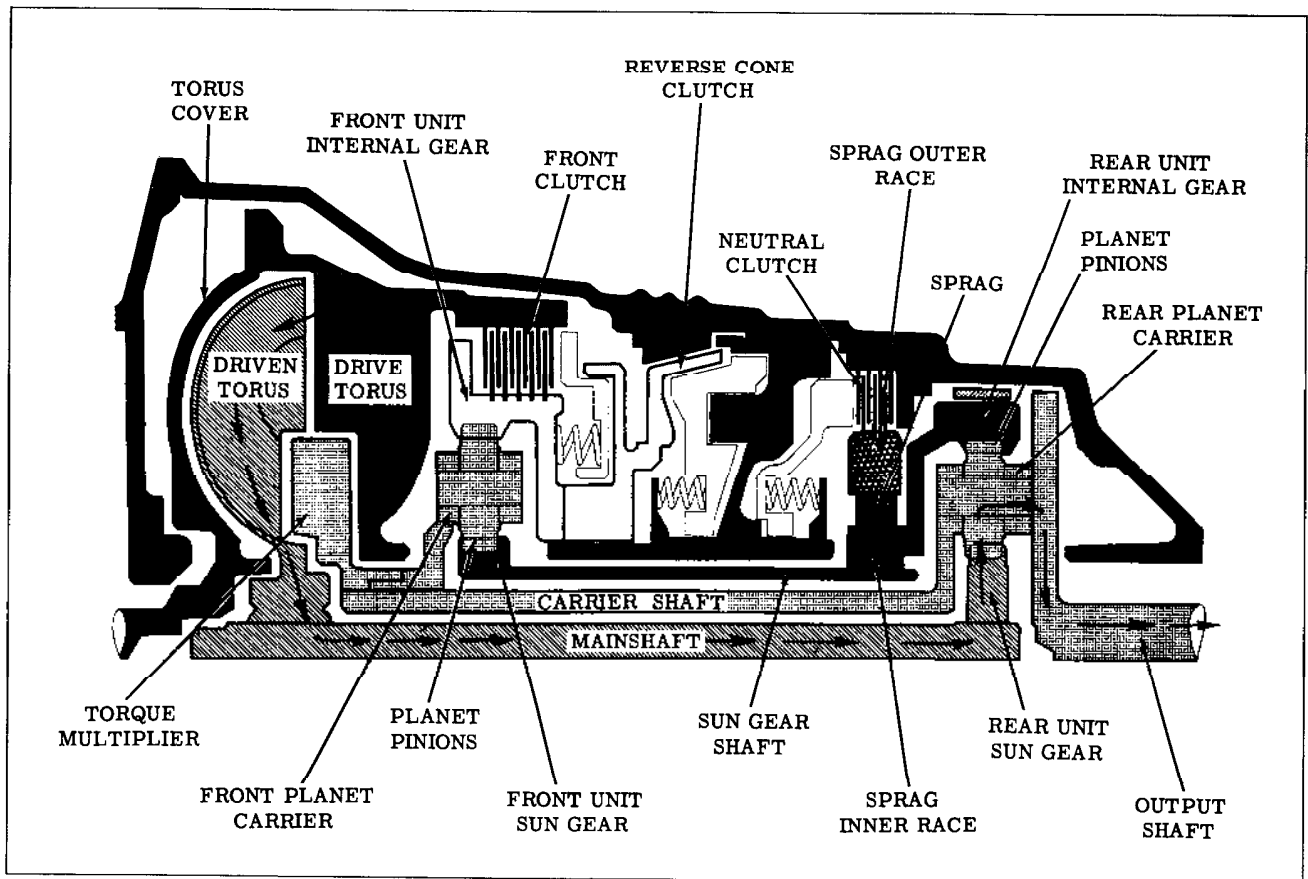 REVERSE CONE
CLUTCH
TORUS
COVER
FRONT UNIT
INTERNAL GEAR
FRONT
CLUTCH
SPRAG OUTER
RACE
REAR UNIT
INTERNAL GEAR
NEUTRAL
CLUTCH
PLANET
PINIONS
SPRAG
REAR PLANET
CARRIER
DRIVEN
TORUS
DRIVE
TORUS
CARRIER SHAFT
MAINSHAFT
TORQUE
MULTIPLIER
PLANET
PINIONS
SUN GEAR
SHAFT
REAR UNIT
SUN GEAR
FRONT PLANET
CARRIER
FRONT UNIT
SUN GEAR
SPRAG
INNER RACE
OUTPUT
SHAFT